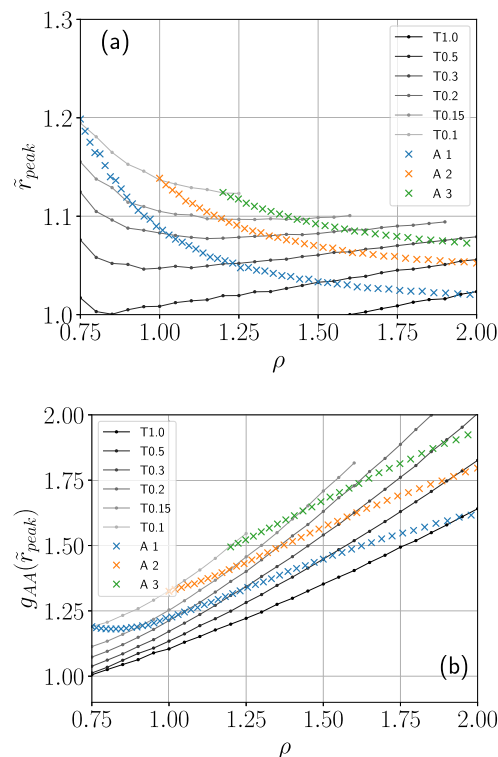 (a)
T1.0
T0.5
T0.3
T0.2
T0.15
T0.1
A 1
A 2
A 3
1.3
1.2
1.1
1.0
r̃_peak
0.75 1.00 1.25 1.50 1.75 2.00
ρ
2.00
1.75
1.50
1.25
1.00
g_AA(r̃_peak)
T1.0
T0.5
T0.3
T0.2
T0.15
T0.1
A 1
A 2
A 3
(b)
0.75 1.00 1.25 1.50 1.75 2.00
ρ